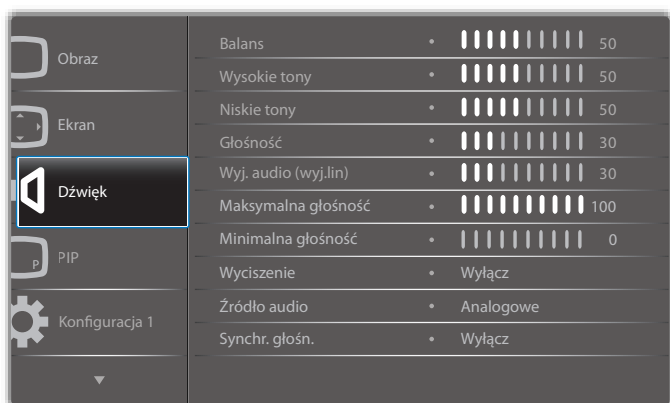 Obraz
Ekran
Dźwięk
P
PIP
Konfiguracja 1
Balans • 50
Wysokie tony • 50
Niskie tony • 50
Głośność • 30
Wyj. audio (wyj.lin) • 30
Maksymalna głośność • 100
Minimalna głośność • 0
Wyciszenie • Wyłącz
Źródło audio • Analogowe
Synchr. głośn. • Wyłącz